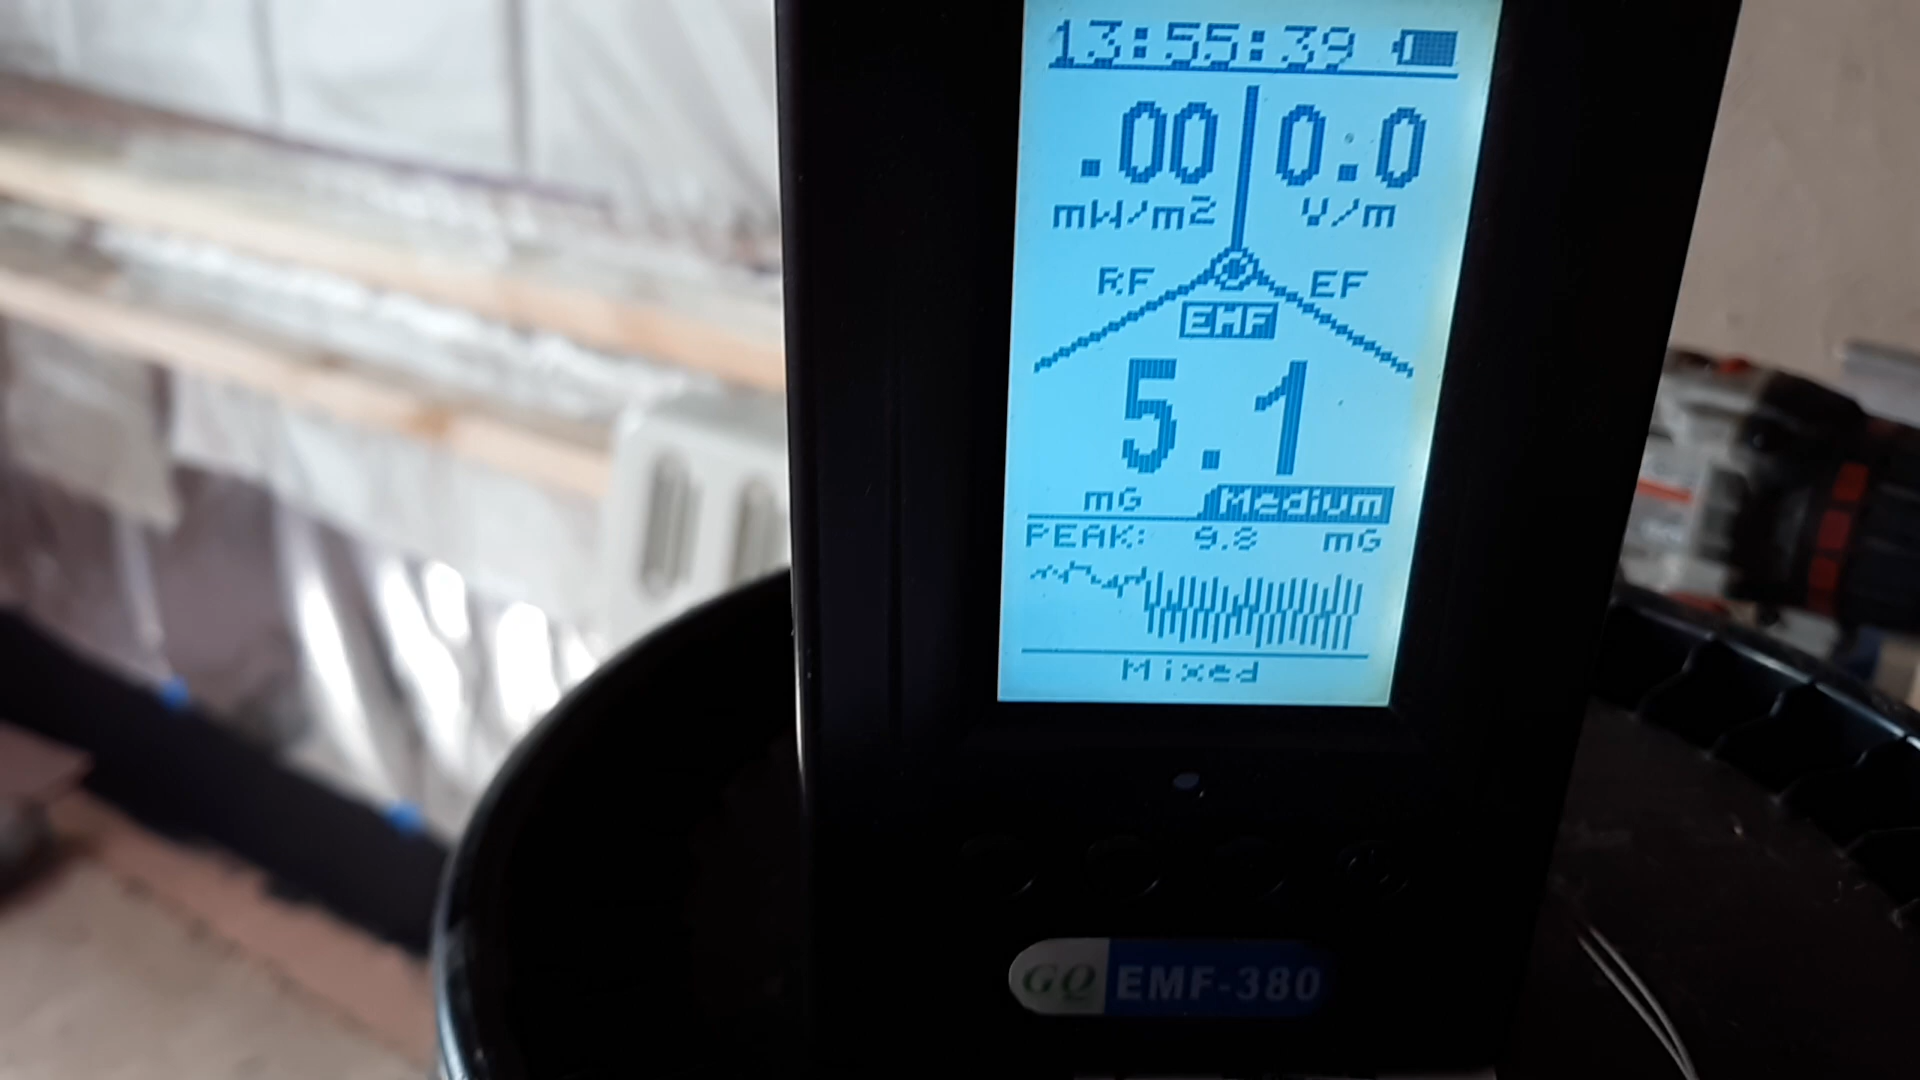 13:55:39
.00 0.0
mW/m2 V/m
RF EF
EMF
5.1
mG Medium
PEAK: 9.8 mG
Mixed
GQ EMF-380